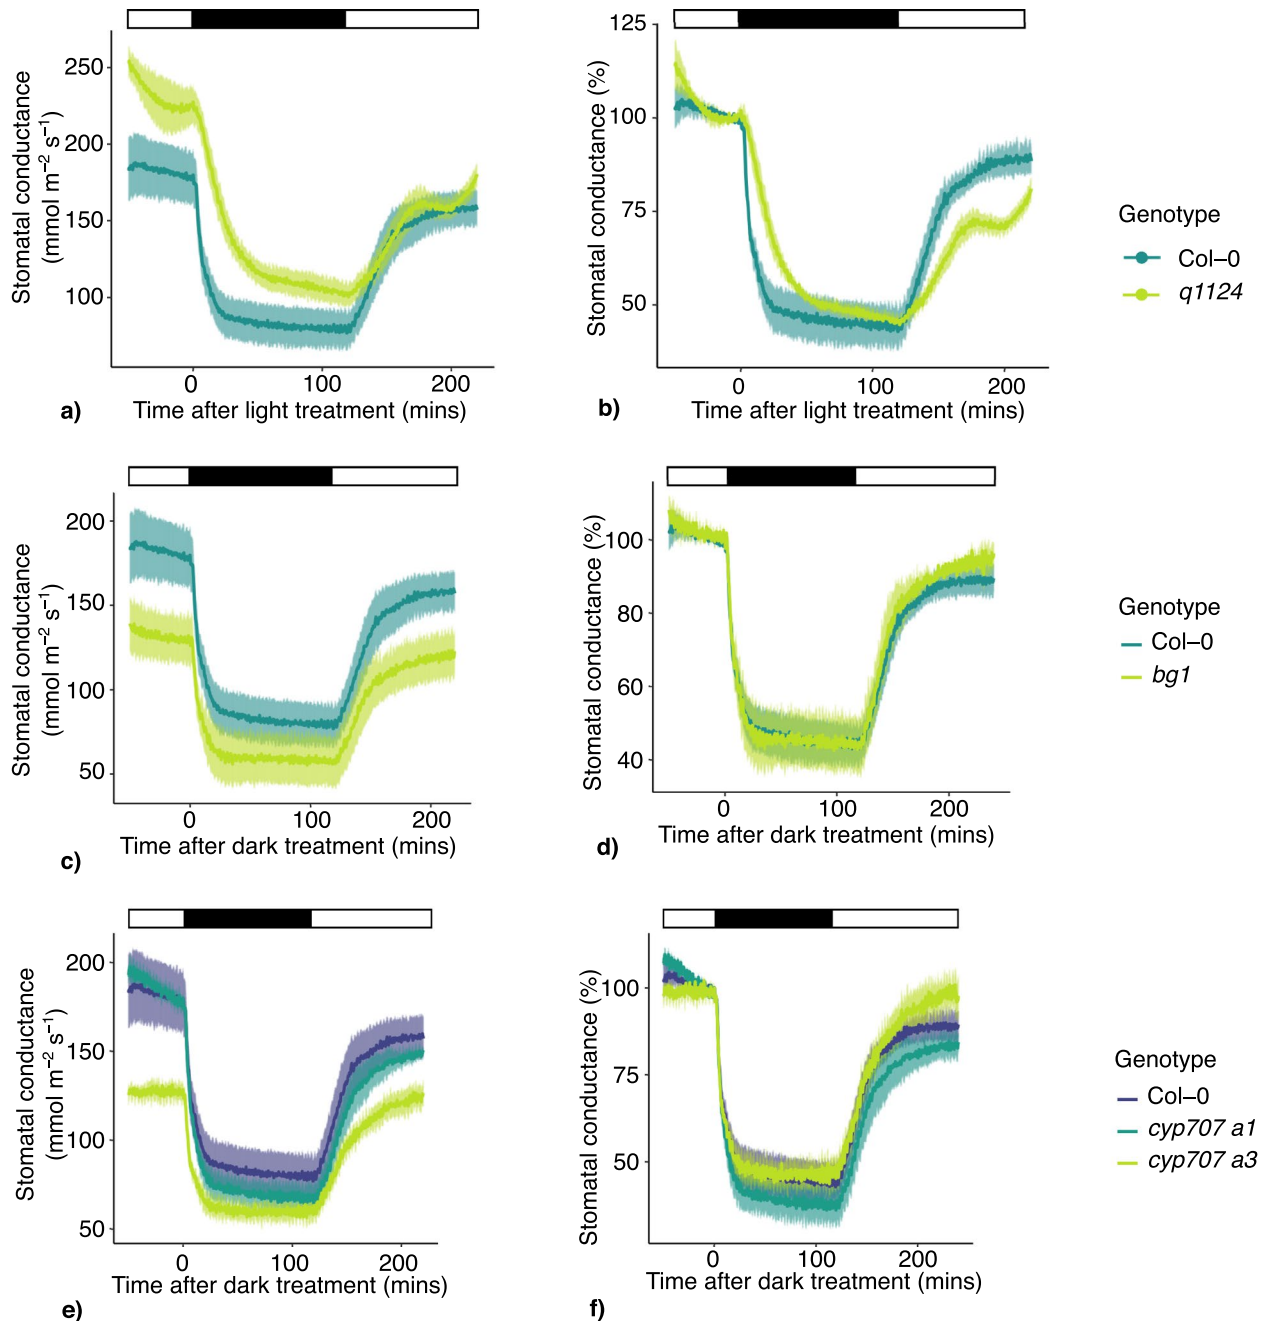 Stomatal conductance
(mmol m⁻² s⁻¹)
250
200
150
100
0
100
200
Time after light treatment (mins)
a)
Stomatal conductance (%)
125
100
75
50
0
100
200
Time after light treatment (mins)
b)
Genotype
Col–0
q1124
Stomatal conductance
(mmol m⁻² s⁻¹)
200
150
100
50
0
100
200
Time after dark treatment (mins)
c)
Stomatal conductance (%)
100
80
60
40
0
100
200
Time after dark treatment (mins)
d)
Genotype
Col–0
bg1
Stomatal conductance
(mmol m⁻² s⁻¹)
200
150
100
50
0
100
200
Time after dark treatment (mins)
e)
Stomatal conductance (%)
100
75
50
0
100
200
Time after dark treatment (mins)
f)
Genotype
Col–0
cyp707 a1
cyp707 a3